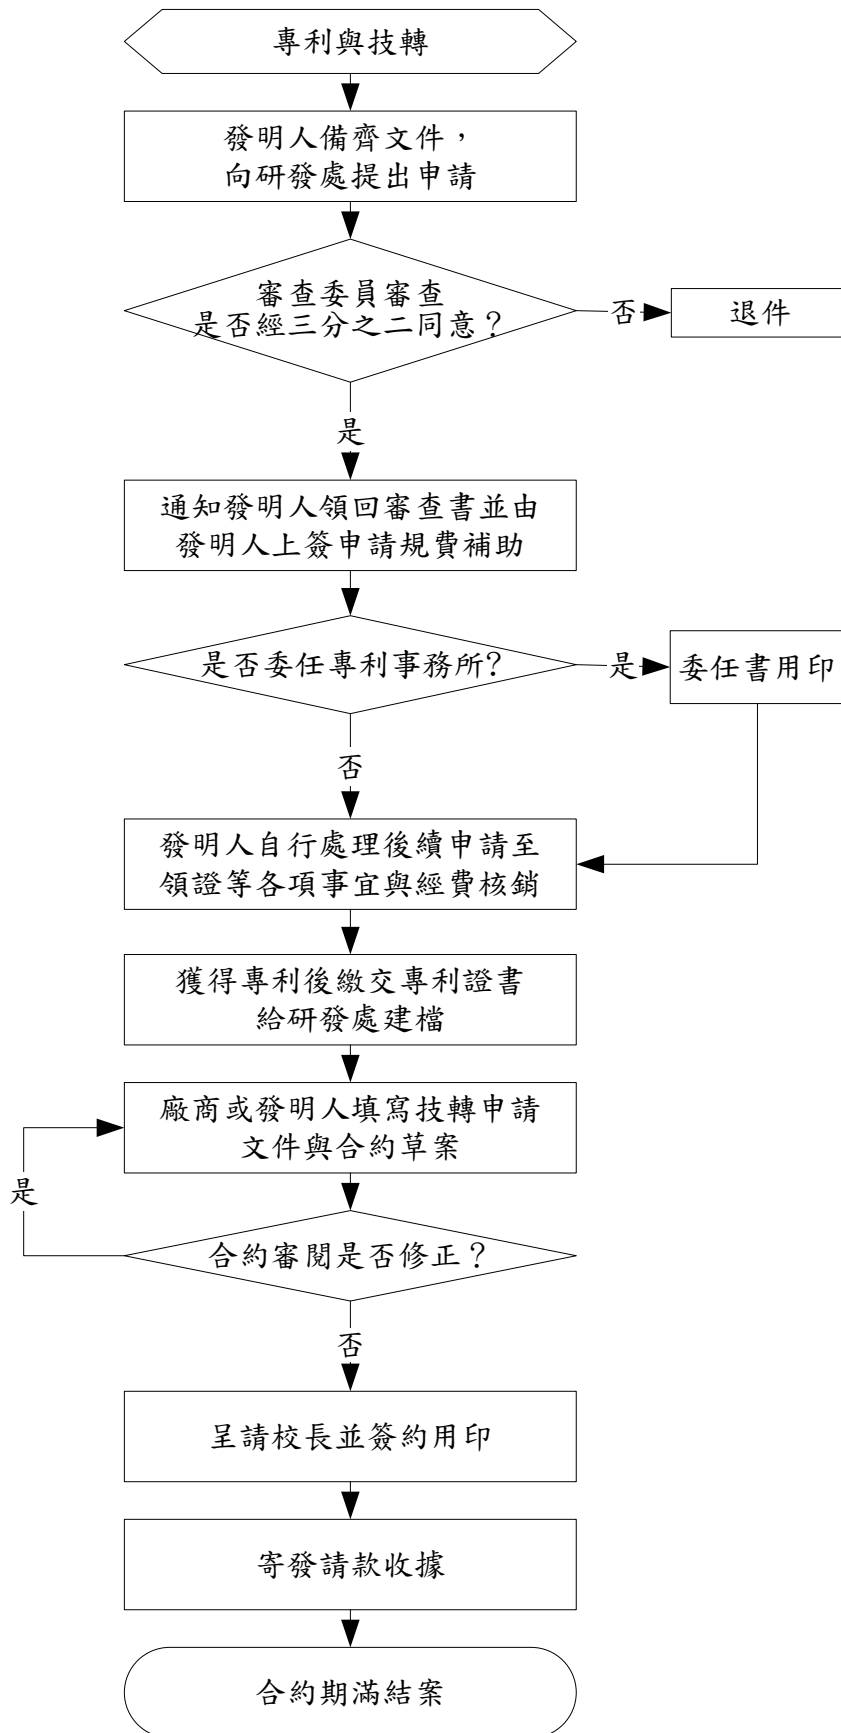 專利與技轉
發明人備齊文件，
向研發處提出申請
審查委員審查
是否經三分之二同意？
否
退件
是
通知發明人領回審查書並由
發明人上簽申請規費補助
是否委任專利事務所?
是
委任書用印
否
發明人自行處理後續申請至
領證等各項事宜與經費核銷
獲得專利後繳交專利證書
給研發處建檔
廠商或發明人填寫技轉申請
文件與合約草案
是
合約審閱是否修正？
否
呈請校長並簽約用印
寄發請款收據
合約期滿結案